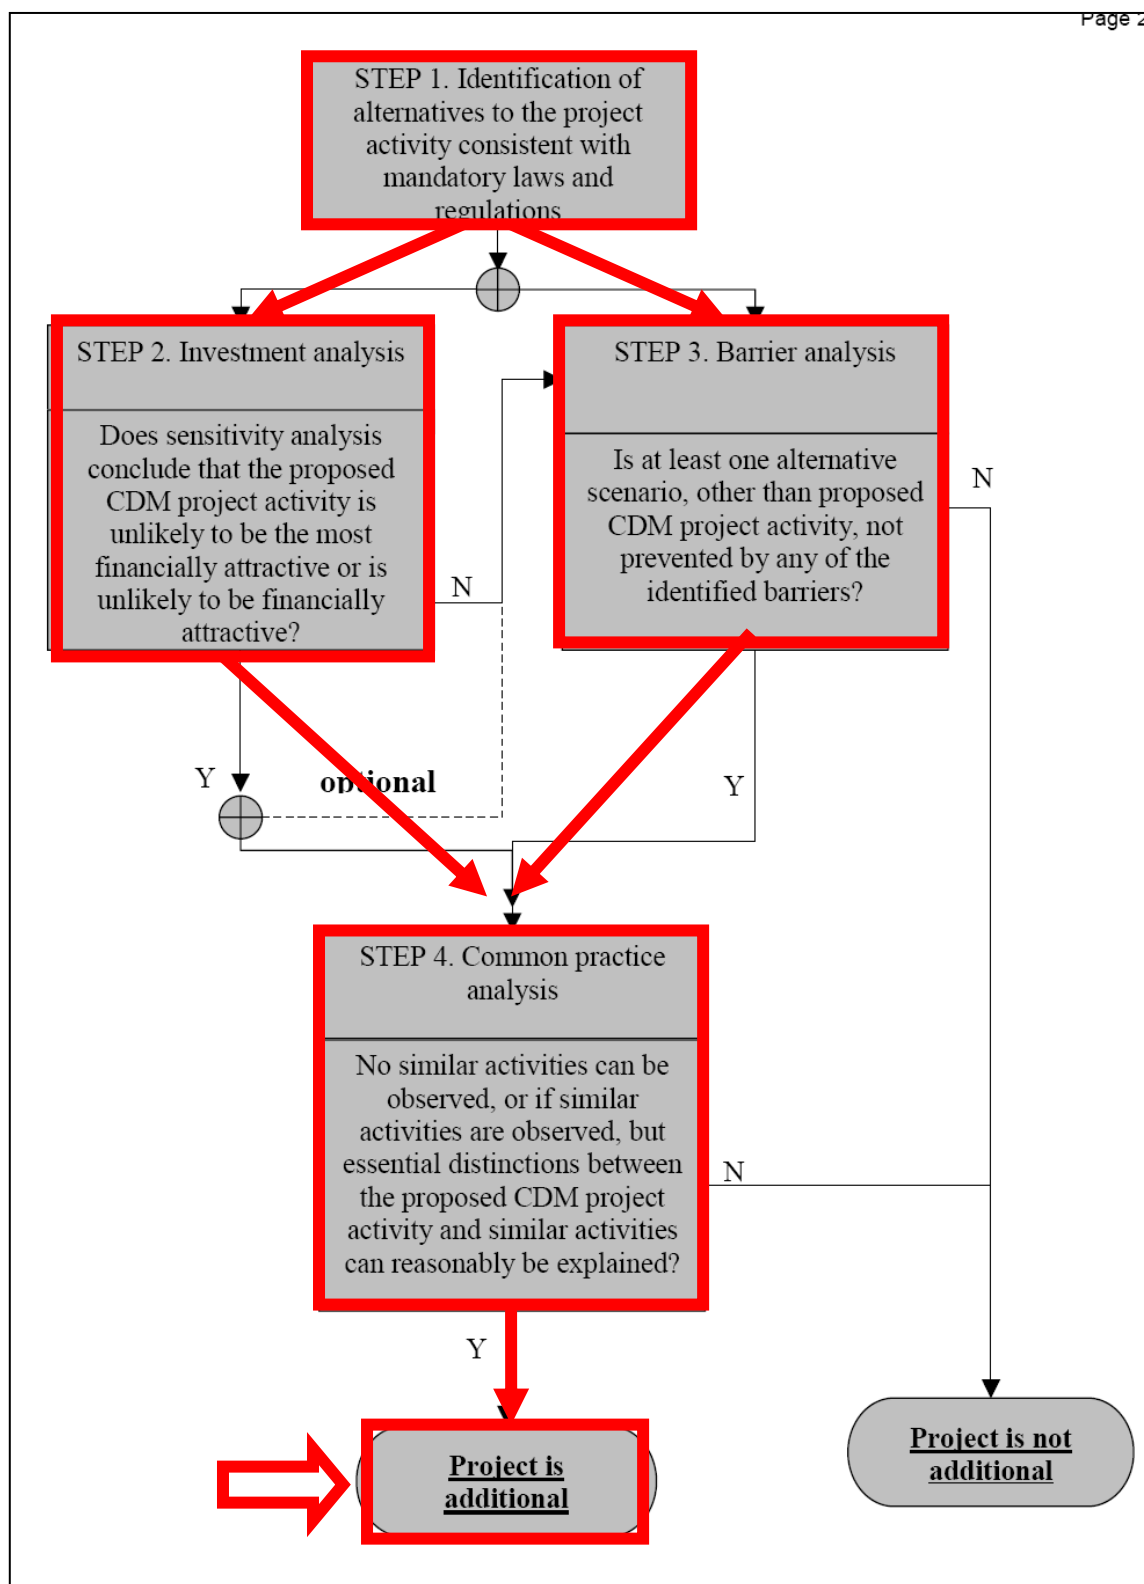 Page 2
STEP 1. Identification of
alternatives to the project
activity consistent with
mandatory laws and
regulations
STEP 2. Investment analysis
Does sensitivity analysis
conclude that the proposed
CDM project activity is
unlikely to be the most
financially attractive or is
unlikely to be financially
attractive?
N
STEP 3. Barrier analysis
Is at least one alternative
scenario, other than proposed
CDM project activity, not
prevented by any of the
identified barriers?
N
Y
optional
Y
STEP 4. Common practice
analysis
No similar activities can be
observed, or if similar
activities are observed, but
essential distinctions between
the proposed CDM project
activity and similar activities
can reasonably be explained?
N
Y
Project is
additional
Project is not
additional